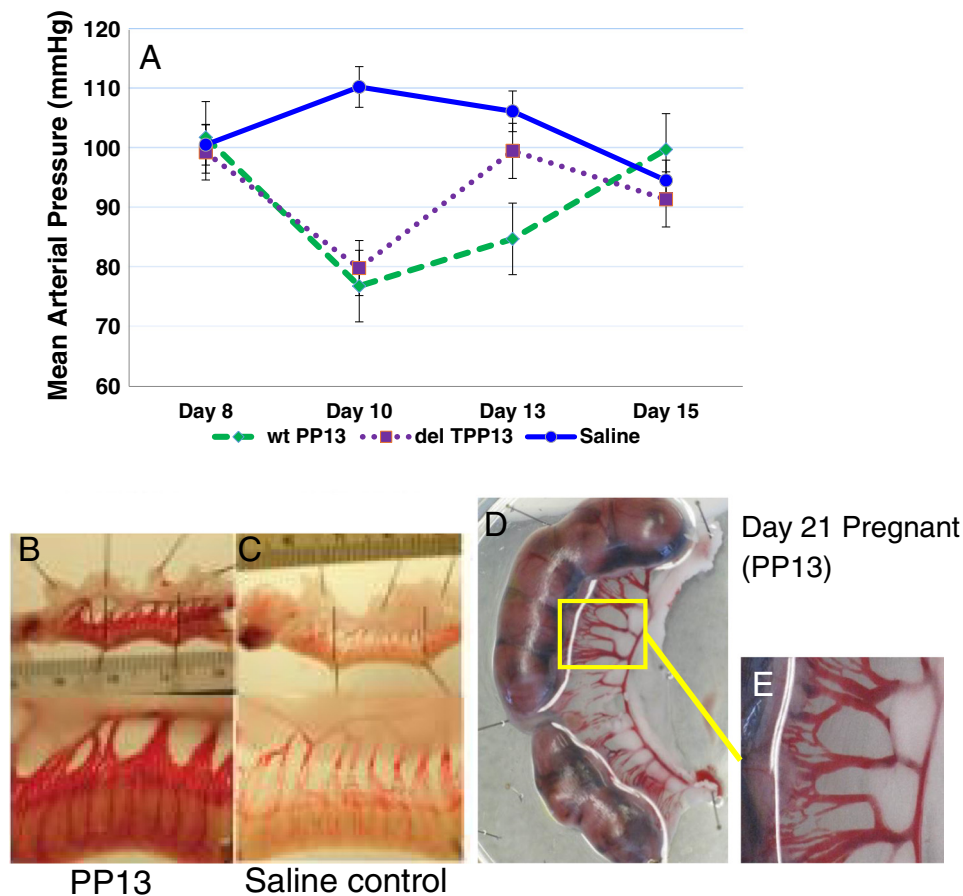 120
A
110
100
90
80
70
60
Mean Arterial Pressure (mmHg)
Day 8 Day 10 Day 13 Day 15
wt PP13 del TPP13 Saline
B
C
D
Day 21 Pregnant
(PP13)
E
PP13
Saline control